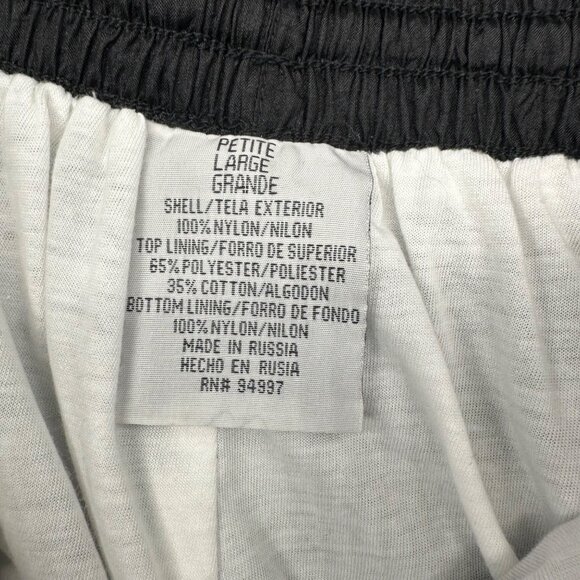 PETITE
LARGE
GRANDE
SHELL/TELA EXTERIOR
100% NYLON/NILON
TOP LINING/FORRO DE SUPERIOR
65% POLYESTER/POLIESTER
35% COTTON/ALGODON
BOTTOM LINING/FORRO DE FONDO
100% NYLON/NILON
MADE IN RUSSIA
HECHO EN RUSIA
RN# 94997